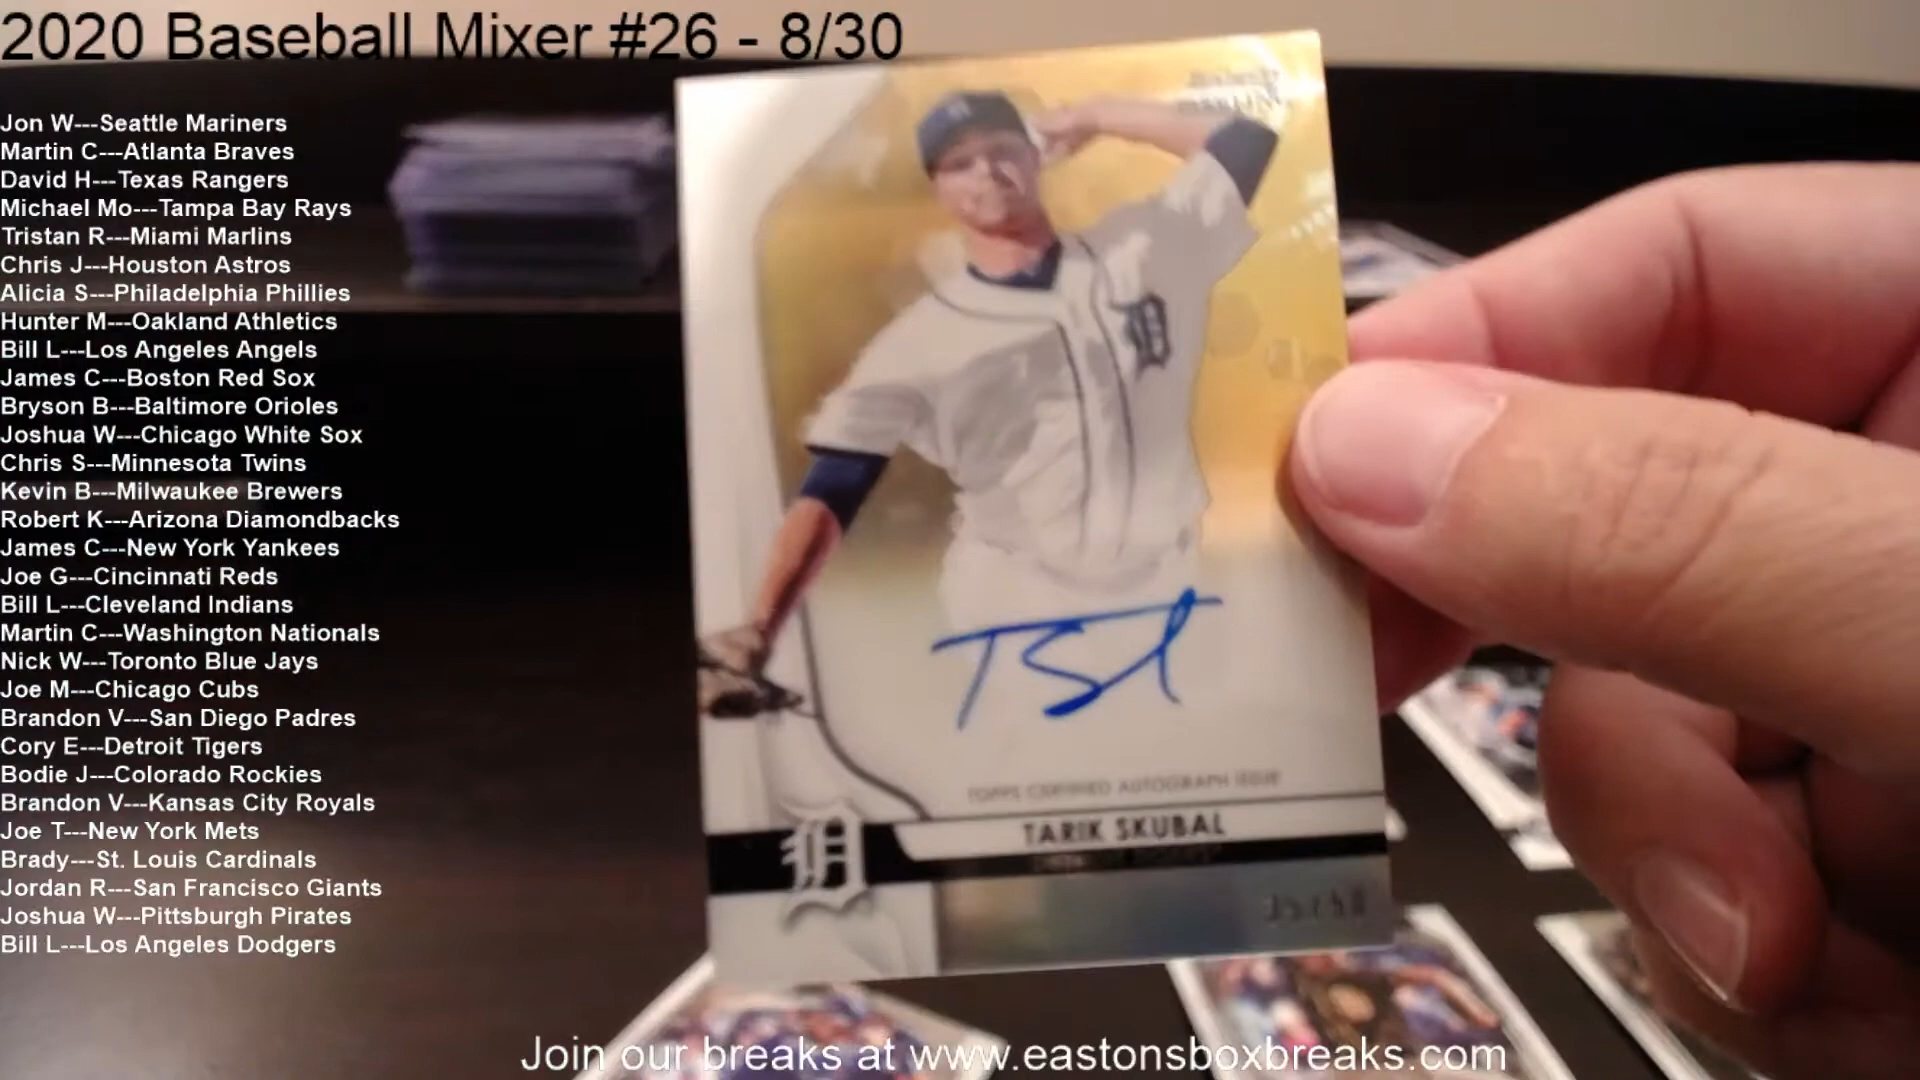 2020 Baseball Mixer #26 - 8/30
Jon W---Seattle Mariners
Martin C---Atlanta Braves
David H---Texas Rangers
Michael Mo---Tampa Bay Rays
Tristan R---Miami Marlins
Chris J---Houston Astros
Alicia S---Philadelphia Phillies
Hunter M---Oakland Athletics
Bill L---Los Angeles Angels
James C---Boston Red Sox
Bryson B---Baltimore Orioles
Joshua W---Chicago White Sox
Chris S---Minnesota Twins
Kevin B---Milwaukee Brewers
Robert K---Arizona Diamondbacks
James C---New York Yankees
Joe G---Cincinnati Reds
Bill L---Cleveland Indians
Martin C---Washington Nationals
Nick W---Toronto Blue Jays
Joe M---Chicago Cubs
Brandon V---San Diego Padres
Cory E---Detroit Tigers
Bodie J---Colorado Rockies
Brandon V---Kansas City Royals
Joe T---New York Mets
Brady---St. Louis Cardinals
Jordan R---San Francisco Giants
Joshua W---Pittsburgh Pirates
Bill L---Los Angeles Dodgers
D
TOPPS CERTIFIED AUTOGRAPH ISSUE
TARIK SKUBAL
D
Join our breaks at www.eastonsboxbreaks.com